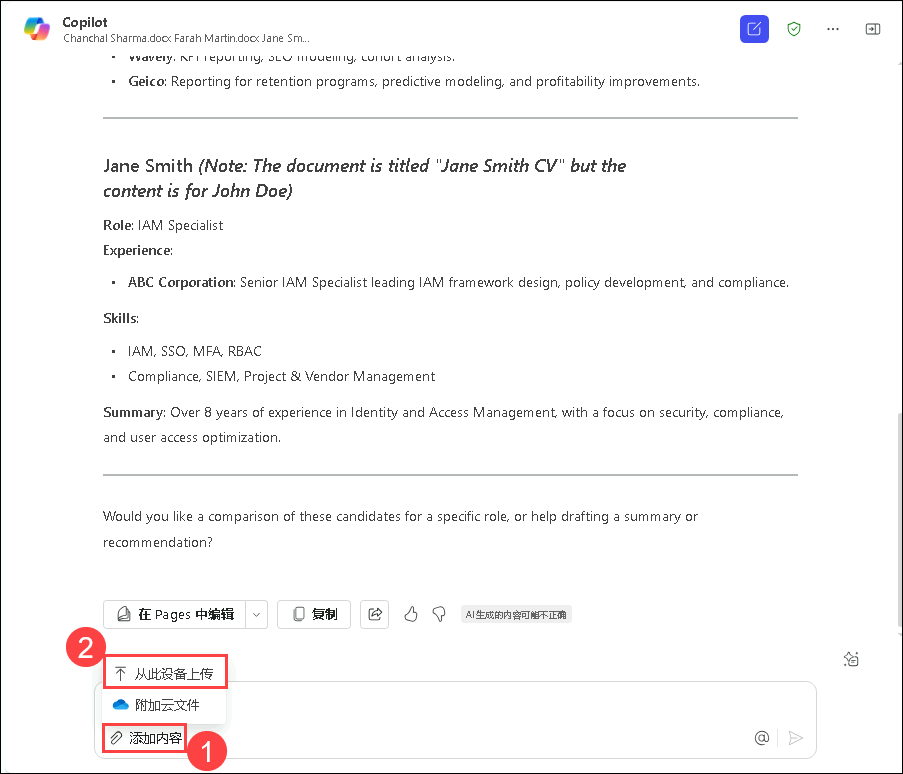 Copilot
Chanchal Sharma.docx Farah Martin.docx Jane Sm...
• Wavely: KPI reporting, SEO modeling, cohort analysis.
• Geico: Reporting for retention programs, predictive modeling, and profitability improvements.
Jane Smith (Note: The document is titled "Jane Smith CV" but the
content is for John Doe)
Role: IAM Specialist
Experience:
• ABC Corporation: Senior IAM Specialist leading IAM framework design, policy development, and compliance.
Skills:
• IAM, SSO, MFA, RBAC
• Compliance, SIEM, Project & Vendor Management
Summary: Over 8 years of experience in Identity and Access Management, with a focus on security, compliance,
and user access optimization.
Would you like a comparison of these candidates for a specific role, or help drafting a summary or
recommendation?
在 Pages 中编辑 复制 AI 生成的内容可能不正确
2
从此设备上传
附加云文件
添加内容 @
1